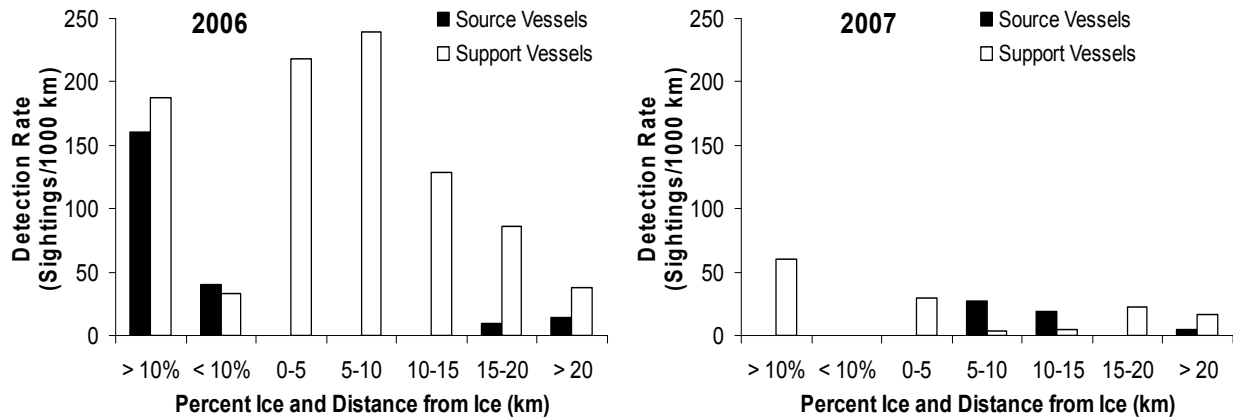 2006
Source Vessels
Support Vessels
Detection Rate
(Sightings/1000 km)
250
200
150
100
50
0
> 10% < 10% 0-5 5-10 10-15 15-20 > 20
Percent Ice and Distance from Ice (km)
2007
Source Vessels
Support Vessels
Detection Rate
(Sightings/1000 km)
250
200
150
100
50
0
> 10% < 10% 0-5 5-10 10-15 15-20 > 20
Percent Ice and Distance from Ice (km)